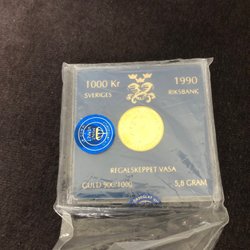 1000 Kr 1990
SVERIGES RIKSBANK
REGALSKEPPET VASA
GULD 900/1000 5,8 GRAM